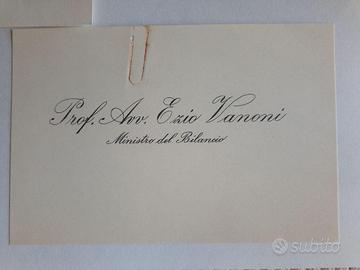 Prof. Avv. Ezio Vanoni
Ministro del Bilancio
subito